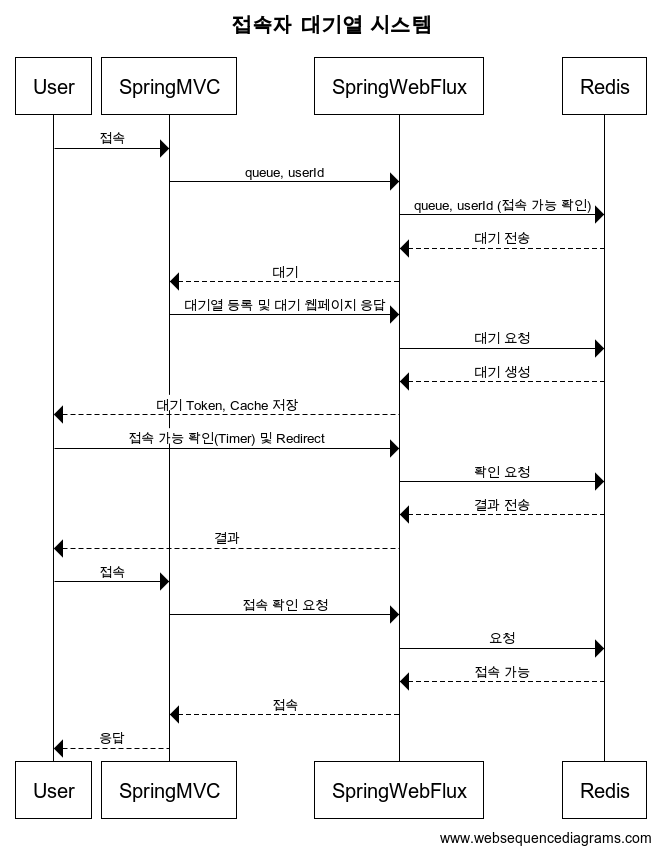 접속자 대기열 시스템
User
SpringMVC
SpringWebFlux
Redis
접속
queue, userId
queue, userId (접속 가능 확인)
대기 전송
대기
대기열 등록 및 대기 웹페이지 응답
대기 요청
대기 생성
대기 Token, Cache 저장
접속 가능 확인(Timer) 및 Redirect
확인 요청
결과 전송
결과
접속
접속 확인 요청
요청
접속 가능
접속
응답
User
SpringMVC
SpringWebFlux
Redis
www.websequencediagrams.com